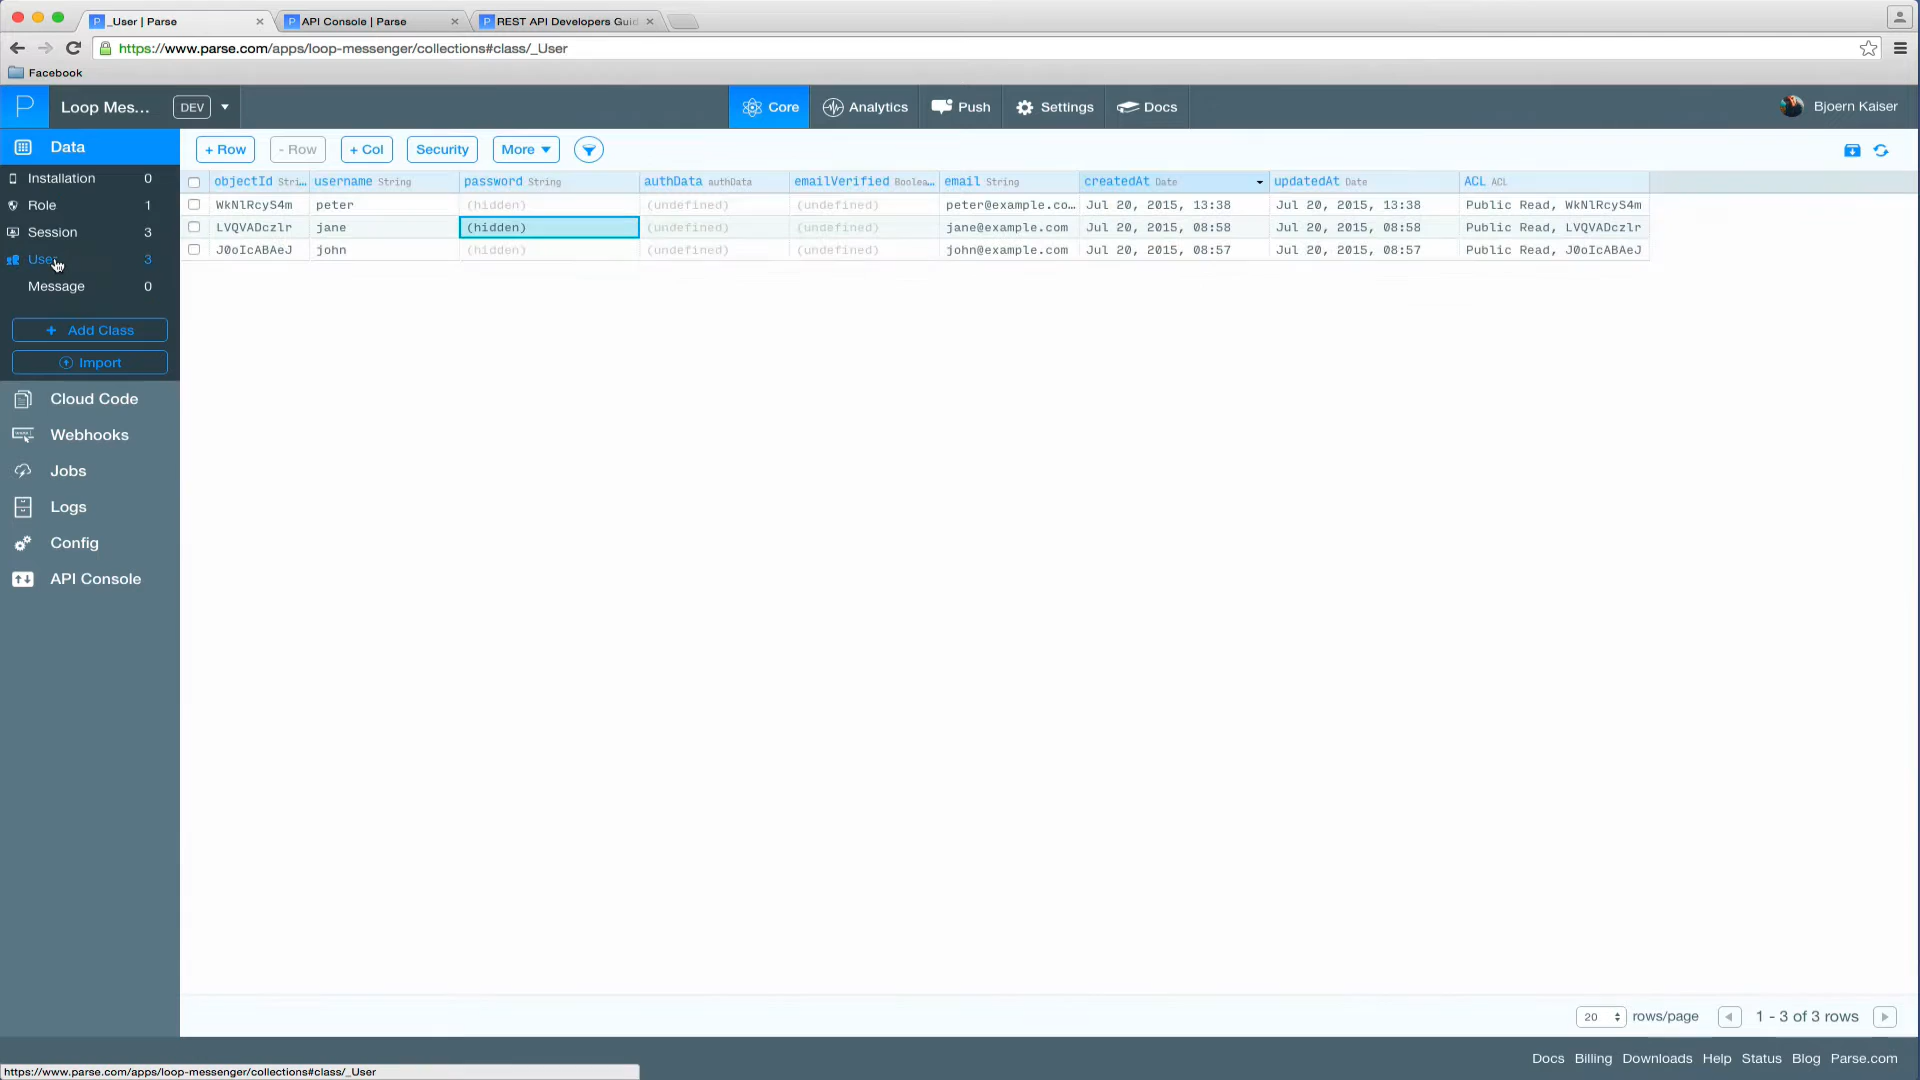 _User | Parse
API Console | Parse
REST API Developers Guid
https://www.parse.com/apps/loop-messenger/collections#class/_User
Facebook
Loop Mes... DEV
Core
Analytics
Push
Settings
Docs
Bjoern Kaiser
Data
Installation 0
Role 1
Session 3
User 3
Message 0
+ Add Class
Import
Cloud Code
Webhooks
Jobs
Logs
Config
API Console
+ Row
- Row
+ Col
Security
More
objectId Stri... username String password String authData authData emailVerified Boolea... email String createdAt Date updatedAt Date ACL ACL
WkNlRcyS4m peter (hidden) (undefined) (undefined) peter@example.co... Jul 20, 2015, 13:38 Jul 20, 2015, 13:38 Public Read, WkNlRcyS4m
LVQVADczlr jane (hidden) (undefined) (undefined) jane@example.com Jul 20, 2015, 08:58 Jul 20, 2015, 08:58 Public Read, LVQVADczlr
J0oIcABAeJ john (hidden) (undefined) (undefined) john@example.com Jul 20, 2015, 08:57 Jul 20, 2015, 08:57 Public Read, J0oIcABAeJ
20 rows/page 1 - 3 of 3 rows
Docs Billing Downloads Help Status Blog Parse.com
https://www.parse.com/apps/loop-messenger/collections#class/_User